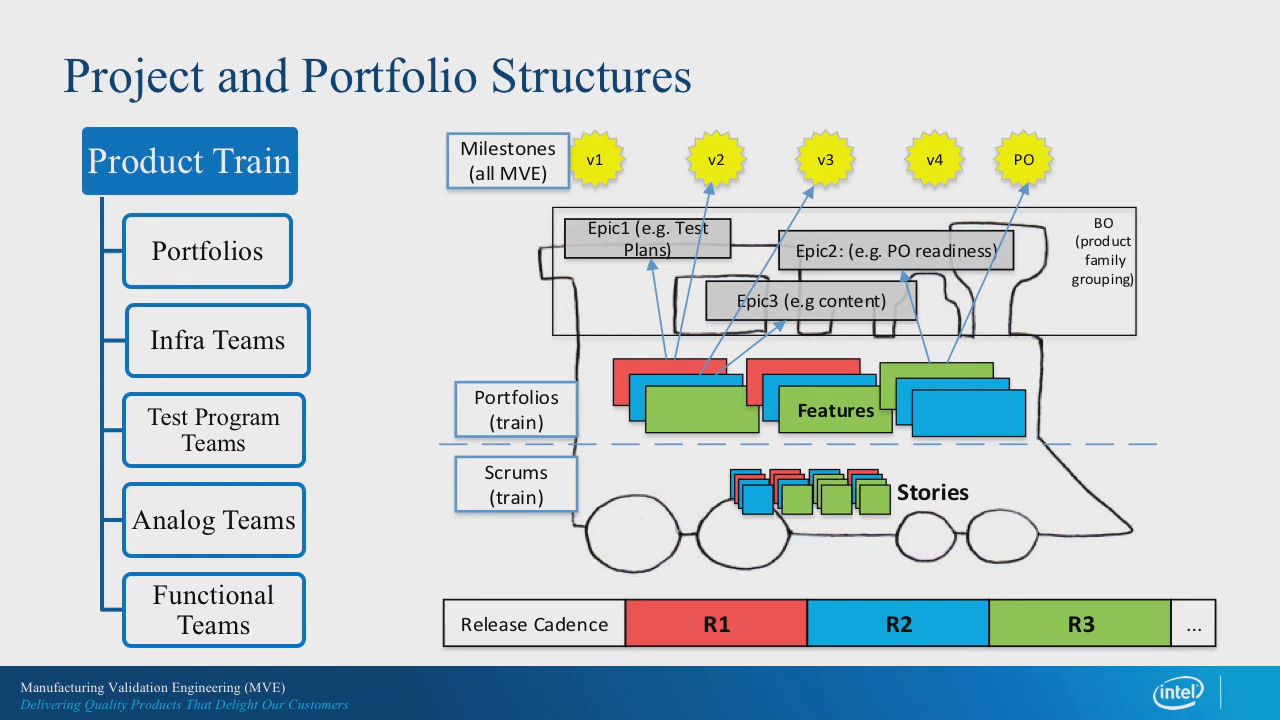 Project and Portfolio Structures
Product Train
Portfolios
Infra Teams
Test Program
Teams
Analog Teams
Functional
Teams
Milestones
(all MVE)
v1
v2
v3
v4
PO
Epic1 (e.g. Test
Plans)
Epic2: (e.g. PO readiness)
Epic3 (e.g content)
BO
(product
family
grouping)
Portfolios
(train)
Features
Scrums
(train)
Stories
Release Cadence
R1
R2
R3
...
Manufacturing Validation Engineering (MVE)
Delivering Quality Products That Delight Our Customers
intel